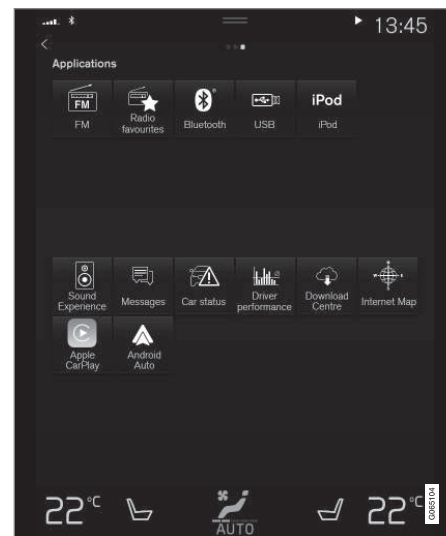 13:45
Applications
FM
FM
Radio
favourites
Bluetooth
USB
iPod
iPod
Sound
Experience
Messages
Car status
Driver
performance
Download
Centre
Internet Map
Apple
CarPlay
Android
Auto
22°C
AUTO
22°C
G065104